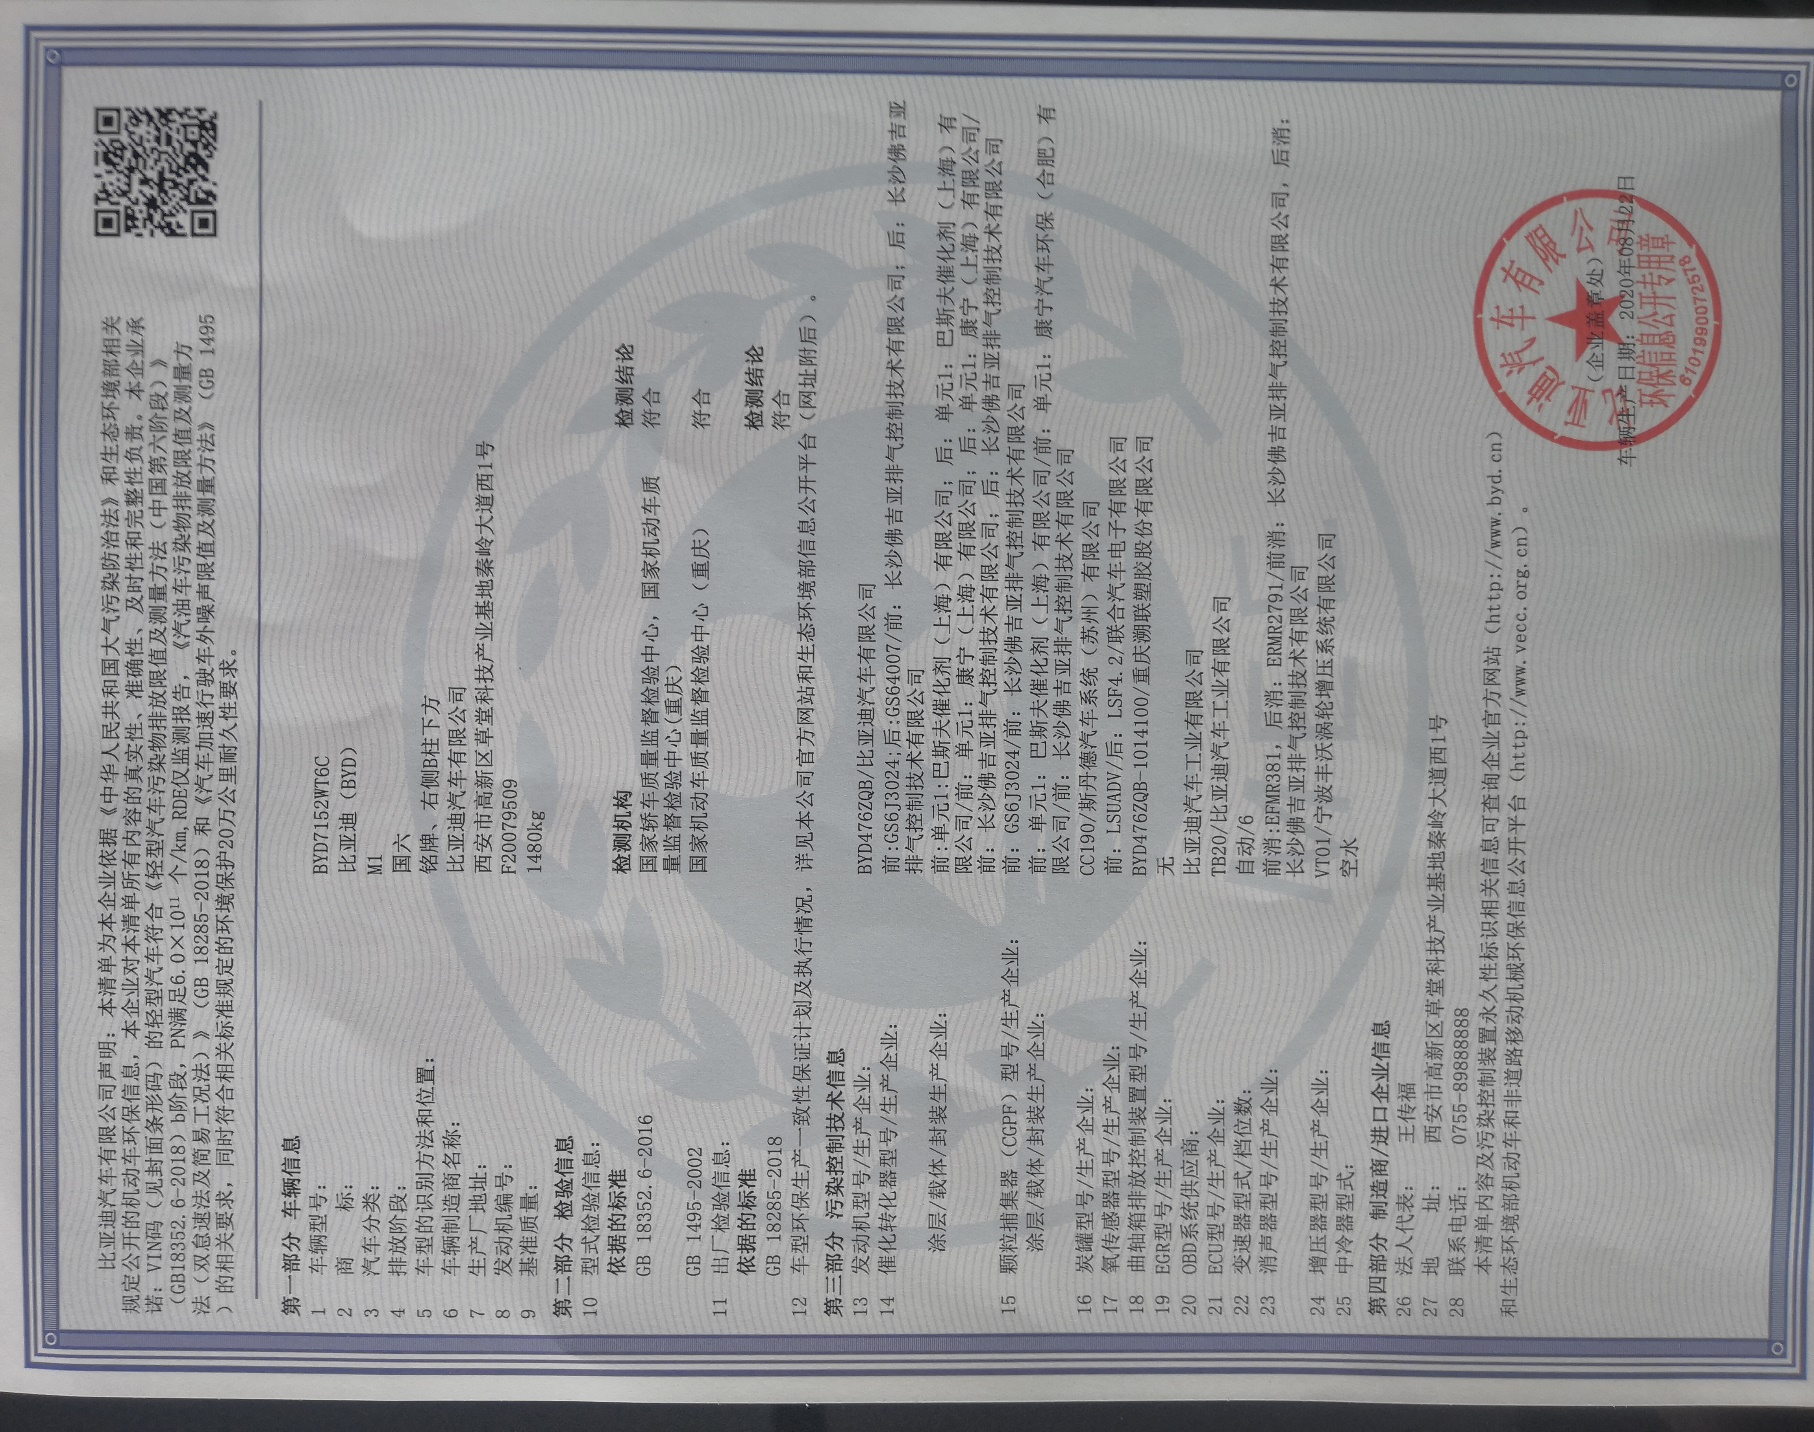 比亚迪汽车有限公司声明：本清单为本企业依据《中华人民共和国大气污染防治法》和生态环境部相关
规定公开的机动车环保信息，本企业对本清单所有内容的真实性、准确性、及时性和完整性负责。本企业承
诺：VIN码（见封面条形码）的轻型汽车符合《轻型汽车污染物排放限值及测量方法（中国第六阶段）》
（GB18352.6-2018）b阶段，PN满足6.0×10¹¹ 个/km,RDE仅监测报告，《汽油车污染物排放限值及测量方
法（双怠速法及简易工况法）》（GB 18285-2018）和《汽车加速行驶车外噪声限值及测量方法》（GB 1495
）的相关要求，同时符合相关标准规定的环境保护20万公里耐久性要求。
第一部分 车辆信息
1 车辆型号： BYD7152WT6C
2 商 标： 比亚迪（BYD）
3 汽车分类： M1
4 排放阶段： 国六
5 车型的识别方法和位置： 铭牌、右侧B柱下方
6 车辆制造商名称： 比亚迪汽车有限公司
7 生产厂地址： 西安市高新区草堂科技产业基地秦岭大道西1号
8 发动机编号： F20079509
9 基准质量： 1480kg
第二部分 检验信息
10 型式检验信息：
依据的标准 检测机构 检测结论
GB 18352.6-2016 国家轿车质量监督检验中心，国家机动车质 符合
量监督检验中心(重庆)
GB 1495-2002 国家机动车质量监督检验中心（重庆） 符合
11 出厂检验信息：
依据的标准 检测结论
GB 18285-2018 符合
12 车型环保生产一致性保证计划及执行情况，详见本公司官方网站和生态环境部信息公开平台（网址附后）。
第三部分 污染控制技术信息
13 发动机型号/生产企业： BYD476ZQB/比亚迪汽车有限公司
14 催化转化器型号/生产企业： 前:GS6J3024;后:GS64007/前：长沙佛吉亚排气控制技术有限公司；后：长沙佛吉亚
排气控制技术有限公司
涂层/载体/封装生产企业： 前:单元1:巴斯夫催化剂（上海）有限公司；后：单元1：巴斯夫催化剂（上海）有
限公司/前：单元1：康宁（上海）有限公司；后：单元1：康宁（上海）有限公司/
前：长沙佛吉亚排气控制技术有限公司；后：长沙佛吉亚排气控制技术有限公司
15 颗粒捕集器（CGPF）型号/生产企业： 前：GS6J3024/前：长沙佛吉亚排气控制技术有限公司
涂层/载体/封装生产企业： 前：单元1：巴斯夫催化剂（上海）有限公司/前：单元1：康宁汽车环保（合肥）有
限公司/前：长沙佛吉亚排气控制技术有限公司
16 炭罐型号/生产企业： CC190/斯丹德汽车系统（苏州）有限公司
17 氧传感器型号/生产企业： 前：LSUADV/后：LSF4.2/联合汽车电子有限公司
18 曲轴箱排放控制装置型号/生产企业： BYD476ZQB-1014100/重庆溯联塑胶股份有限公司
19 EGR型号/生产企业： 无
20 OBD系统供应商： 比亚迪汽车工业有限公司
21 ECU型号/生产企业： TB20/比亚迪汽车工业有限公司
22 变速器型式/档位数： 自动/6
23 消声器型号/生产企业： 前消:EFMR381，后消：ERMR2791/前消：长沙佛吉亚排气控制技术有限公司，后消：
长沙佛吉亚排气控制技术有限公司
24 增压器型号/生产企业： VT01/宁波丰沃涡轮增压系统有限公司
25 中冷器型式： 空水
第四部分 制造商/进口企业信息
26 法人代表： 王传福
27 地 址： 西安市高新区草堂科技产业基地秦岭大道西1号
28 联系电话： 0755-89888888
本清单内容及污染控制装置永久性标识相关信息可查询企业官方网站（http://www.byd.cn）
和生态环境部机动车和非道路移动机械环保信息公开平台（http://www.vecc.org.cn）。
（企业盖章处）
车辆生产日期：2020年08月22日
比亚迪汽车有限公司
环保信息公开专用章
6101990072578